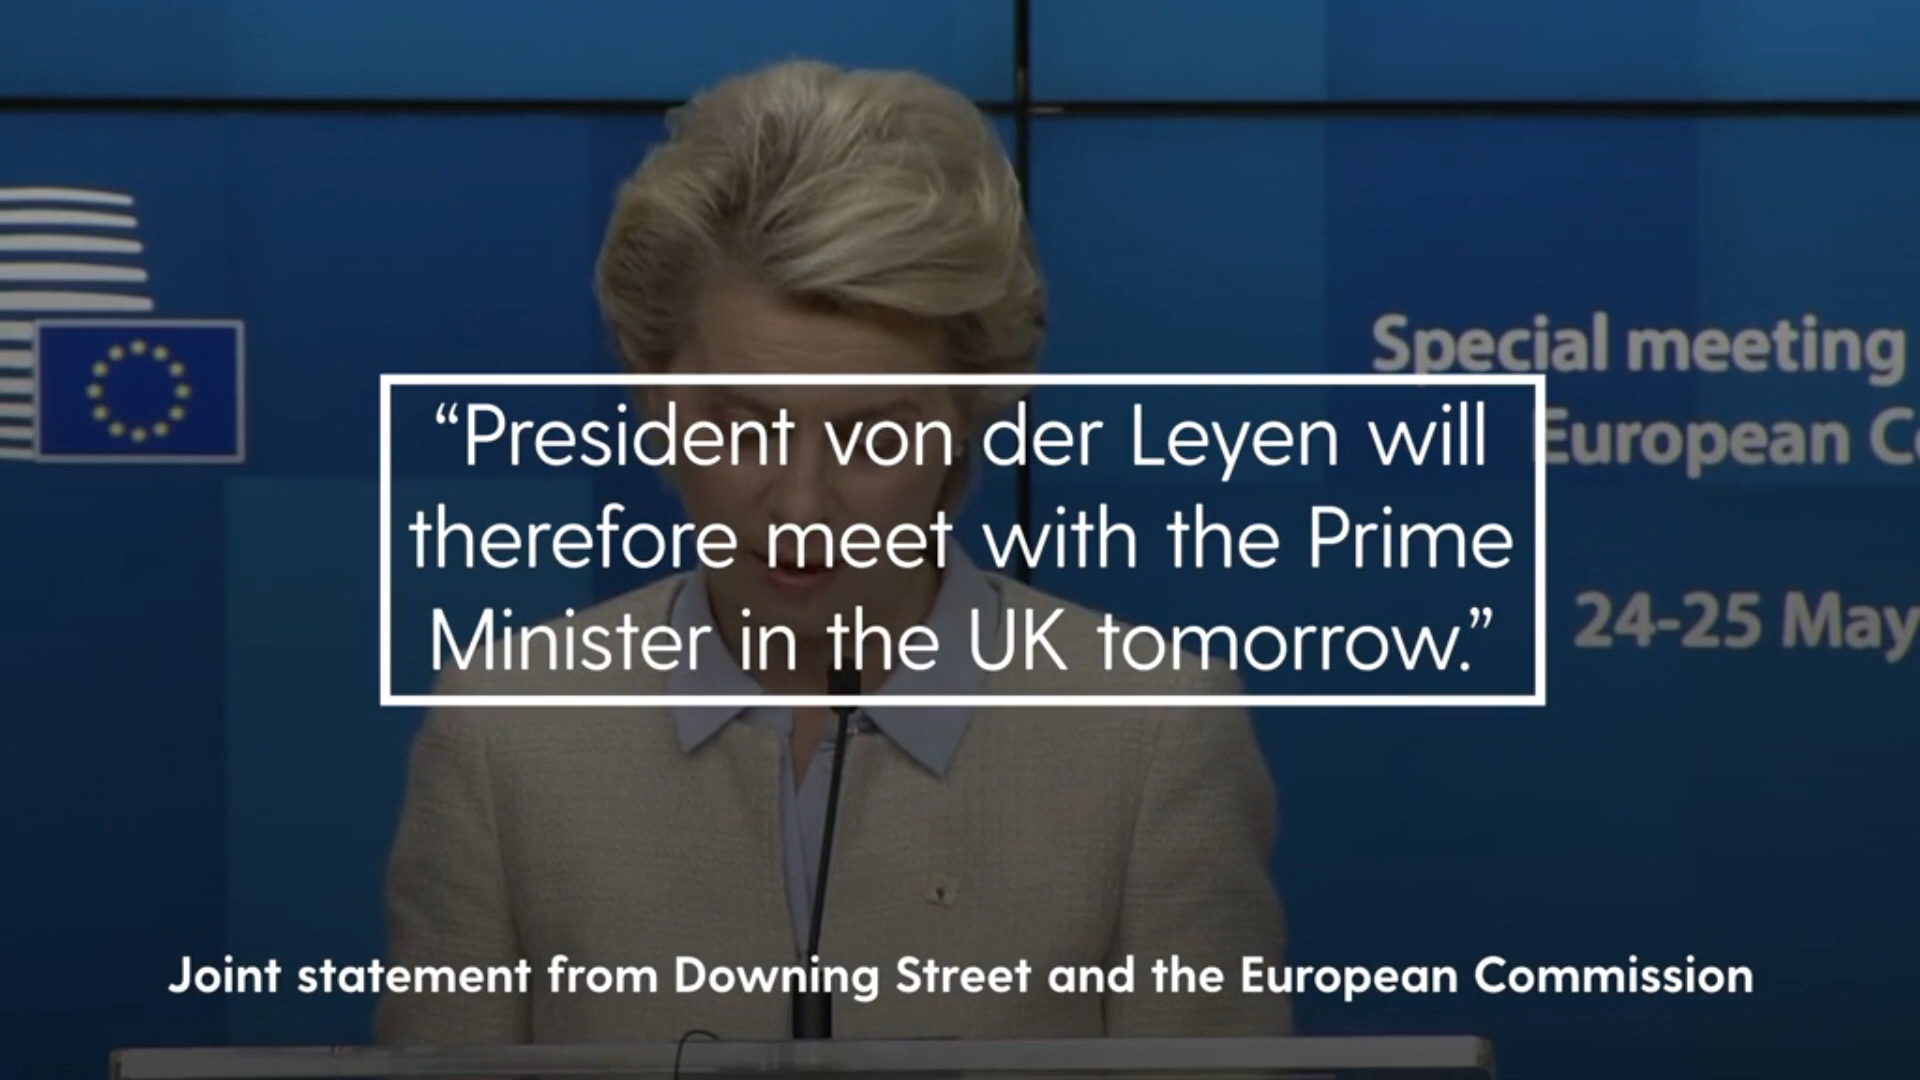 Special meeting
European Co
“President von der Leyen will
therefore meet with the Prime
Minister in the UK tomorrow.”
24-25 May
Joint statement from Downing Street and the European Commission